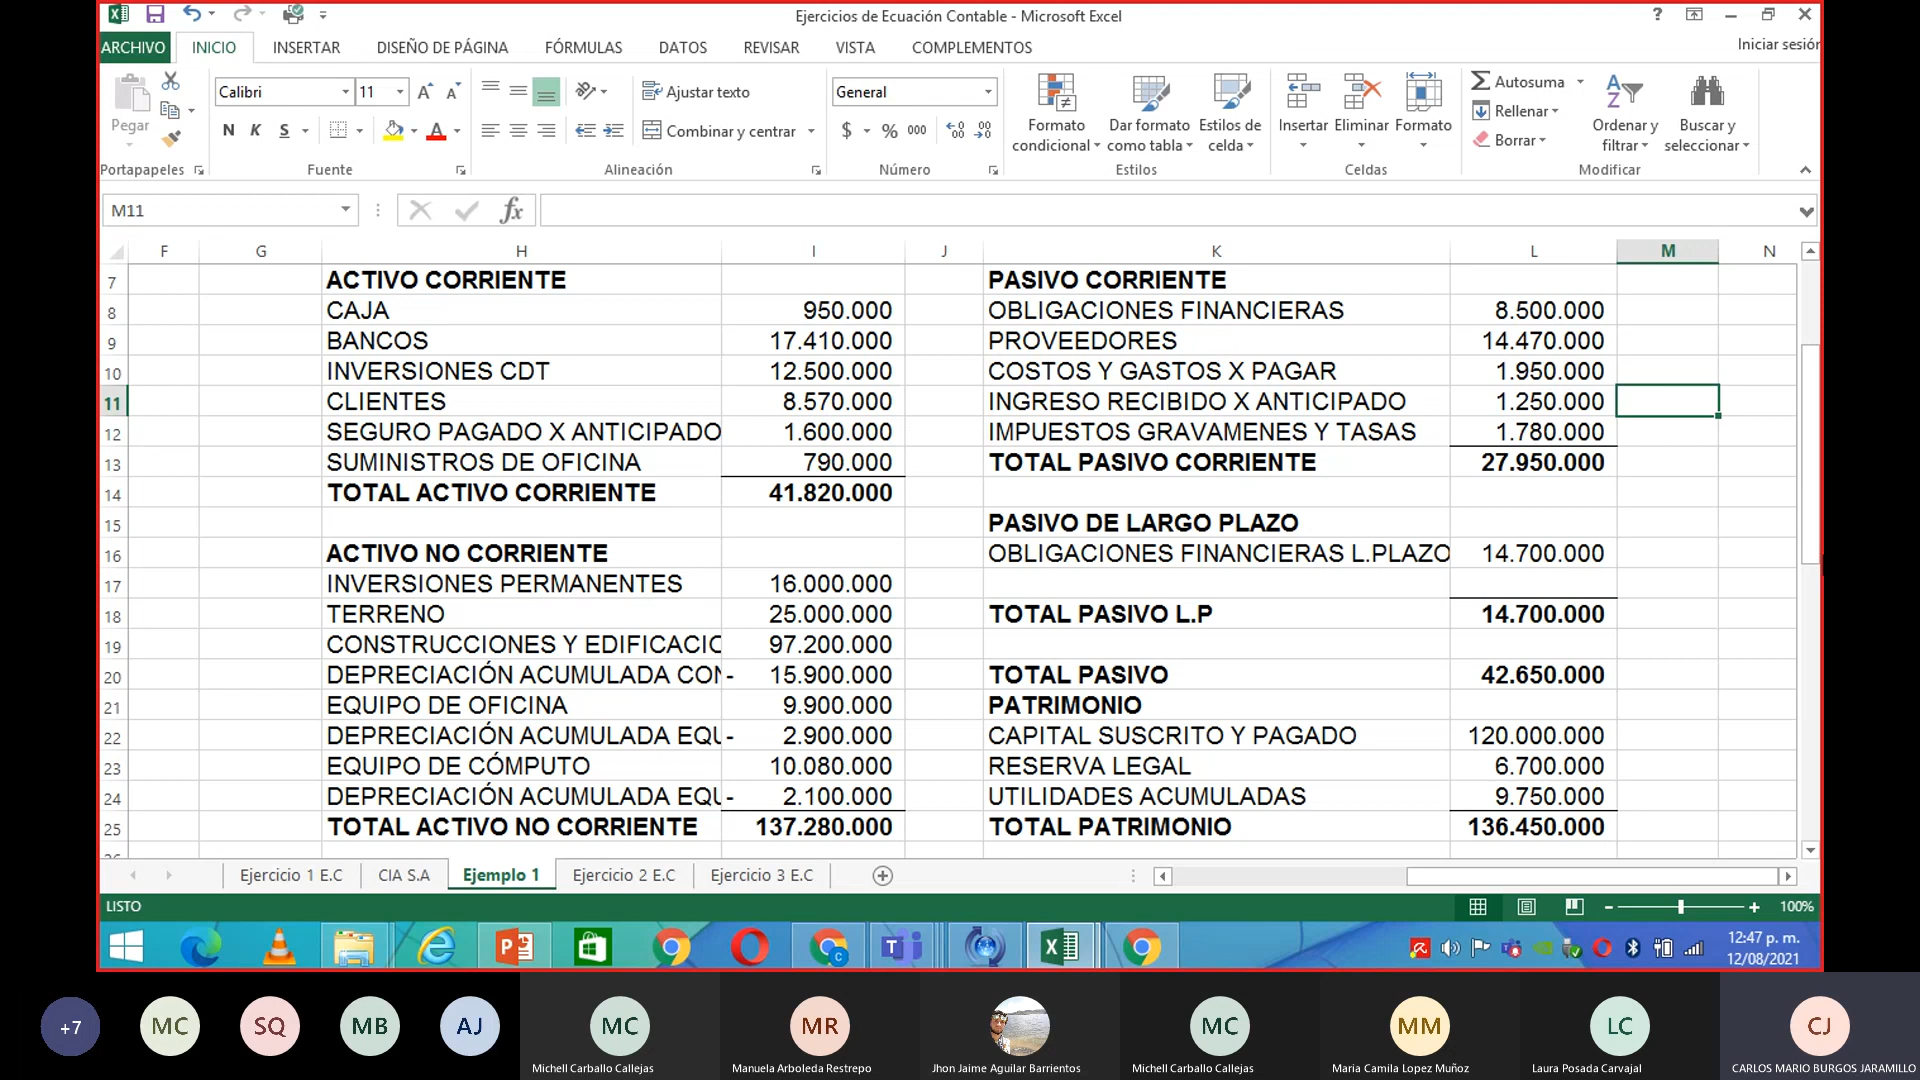 Ejercicios de Ecuación Contable - Microsoft Excel
ARCHIVO INICIO INSERTAR DISEÑO DE PÁGINA FÓRMULAS DATOS REVISAR VISTA COMPLEMENTOS Iniciar sesión
Pegar
Portapapeles
Calibri 11
N K S
Fuente
Ajustar texto
Combinar y centrar
Alineación
General
$ % 000
Número
Formato condicional
Dar formato como tabla
Estilos de celda
Estilos
Insertar Eliminar Formato
Celdas
Autosuma
Rellenar
Borrar
Ordenar y filtrar
Buscar y seleccionar
Modificar
M11 fx
F G H I J K L M N
7 ACTIVO CORRIENTE PASIVO CORRIENTE
8 CAJA 950.000 OBLIGACIONES FINANCIERAS 8.500.000
9 BANCOS 17.410.000 PROVEEDORES 14.470.000
10 INVERSIONES CDT 12.500.000 COSTOS Y GASTOS X PAGAR 1.950.000
11 CLIENTES 8.570.000 INGRESO RECIBIDO X ANTICIPADO 1.250.000
12 SEGURO PAGADO X ANTICIPADO 1.600.000 IMPUESTOS GRAVAMENES Y TASAS 1.780.000
13 SUMINISTROS DE OFICINA 790.000 TOTAL PASIVO CORRIENTE 27.950.000
14 TOTAL ACTIVO CORRIENTE 41.820.000
15 PASIVO DE LARGO PLAZO
16 ACTIVO NO CORRIENTE OBLIGACIONES FINANCIERAS L.PLAZO 14.700.000
17 INVERSIONES PERMANENTES 16.000.000
18 TERRENO 25.000.000 TOTAL PASIVO L.P 14.700.000
19 CONSTRUCCIONES Y EDIFICACIO 97.200.000
20 DEPRECIACIÓN ACUMULADA CON - 15.900.000 TOTAL PASIVO 42.650.000
21 EQUIPO DE OFICINA 9.900.000 PATRIMONIO
22 DEPRECIACIÓN ACUMULADA EQU - 2.900.000 CAPITAL SUSCRITO Y PAGADO 120.000.000
23 EQUIPO DE CÓMPUTO 10.080.000 RESERVA LEGAL 6.700.000
24 DEPRECIACIÓN ACUMULADA EQU - 2.100.000 UTILIDADES ACUMULADAS 9.750.000
25 TOTAL ACTIVO NO CORRIENTE 137.280.000 TOTAL PATRIMONIO 136.450.000
Ejercicio 1 E.C CIA S.A Ejemplo 1 Ejercicio 2 E.C Ejercicio 3 E.C
LISTO 100%
12:47 p. m.
12/08/2021
+7 MC SQ MB AJ MC MR MC MM LC CJ
Michell Carballo Callejas Manuela Arboleda Restrepo Jhon Jaime Aguilar Barrientos Michell Carballo Callejas Maria Camila Lopez Muñoz Laura Posada Carvajal CARLOS MARIO BURGOS JARAMILLO